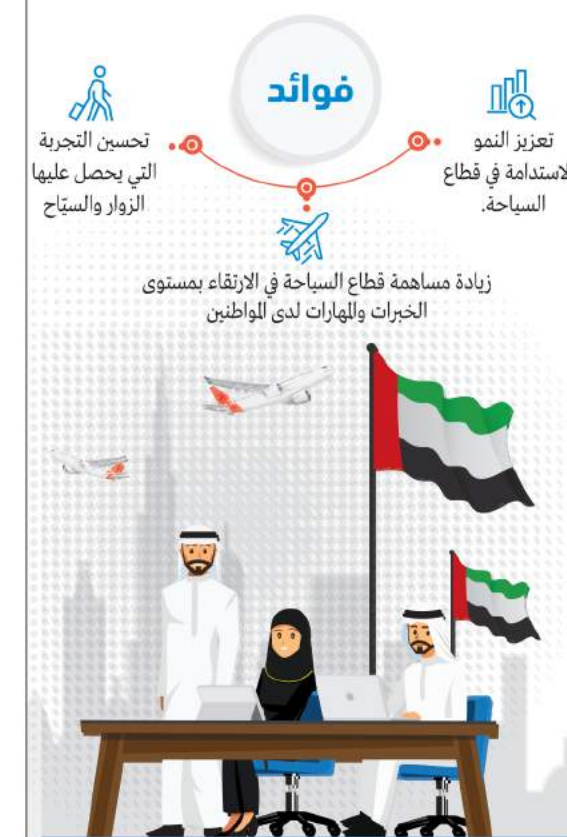 فوائد
تعزيز النمو
لاستدامة في قطاع
السياحة.
تحسين التجربة
التي يحصل عليها
الزوار والسيّاح
زيادة مساهمة قطاع السياحة في الارتقاء بمستوى
الخبرات والمهارات لدى المواطنين